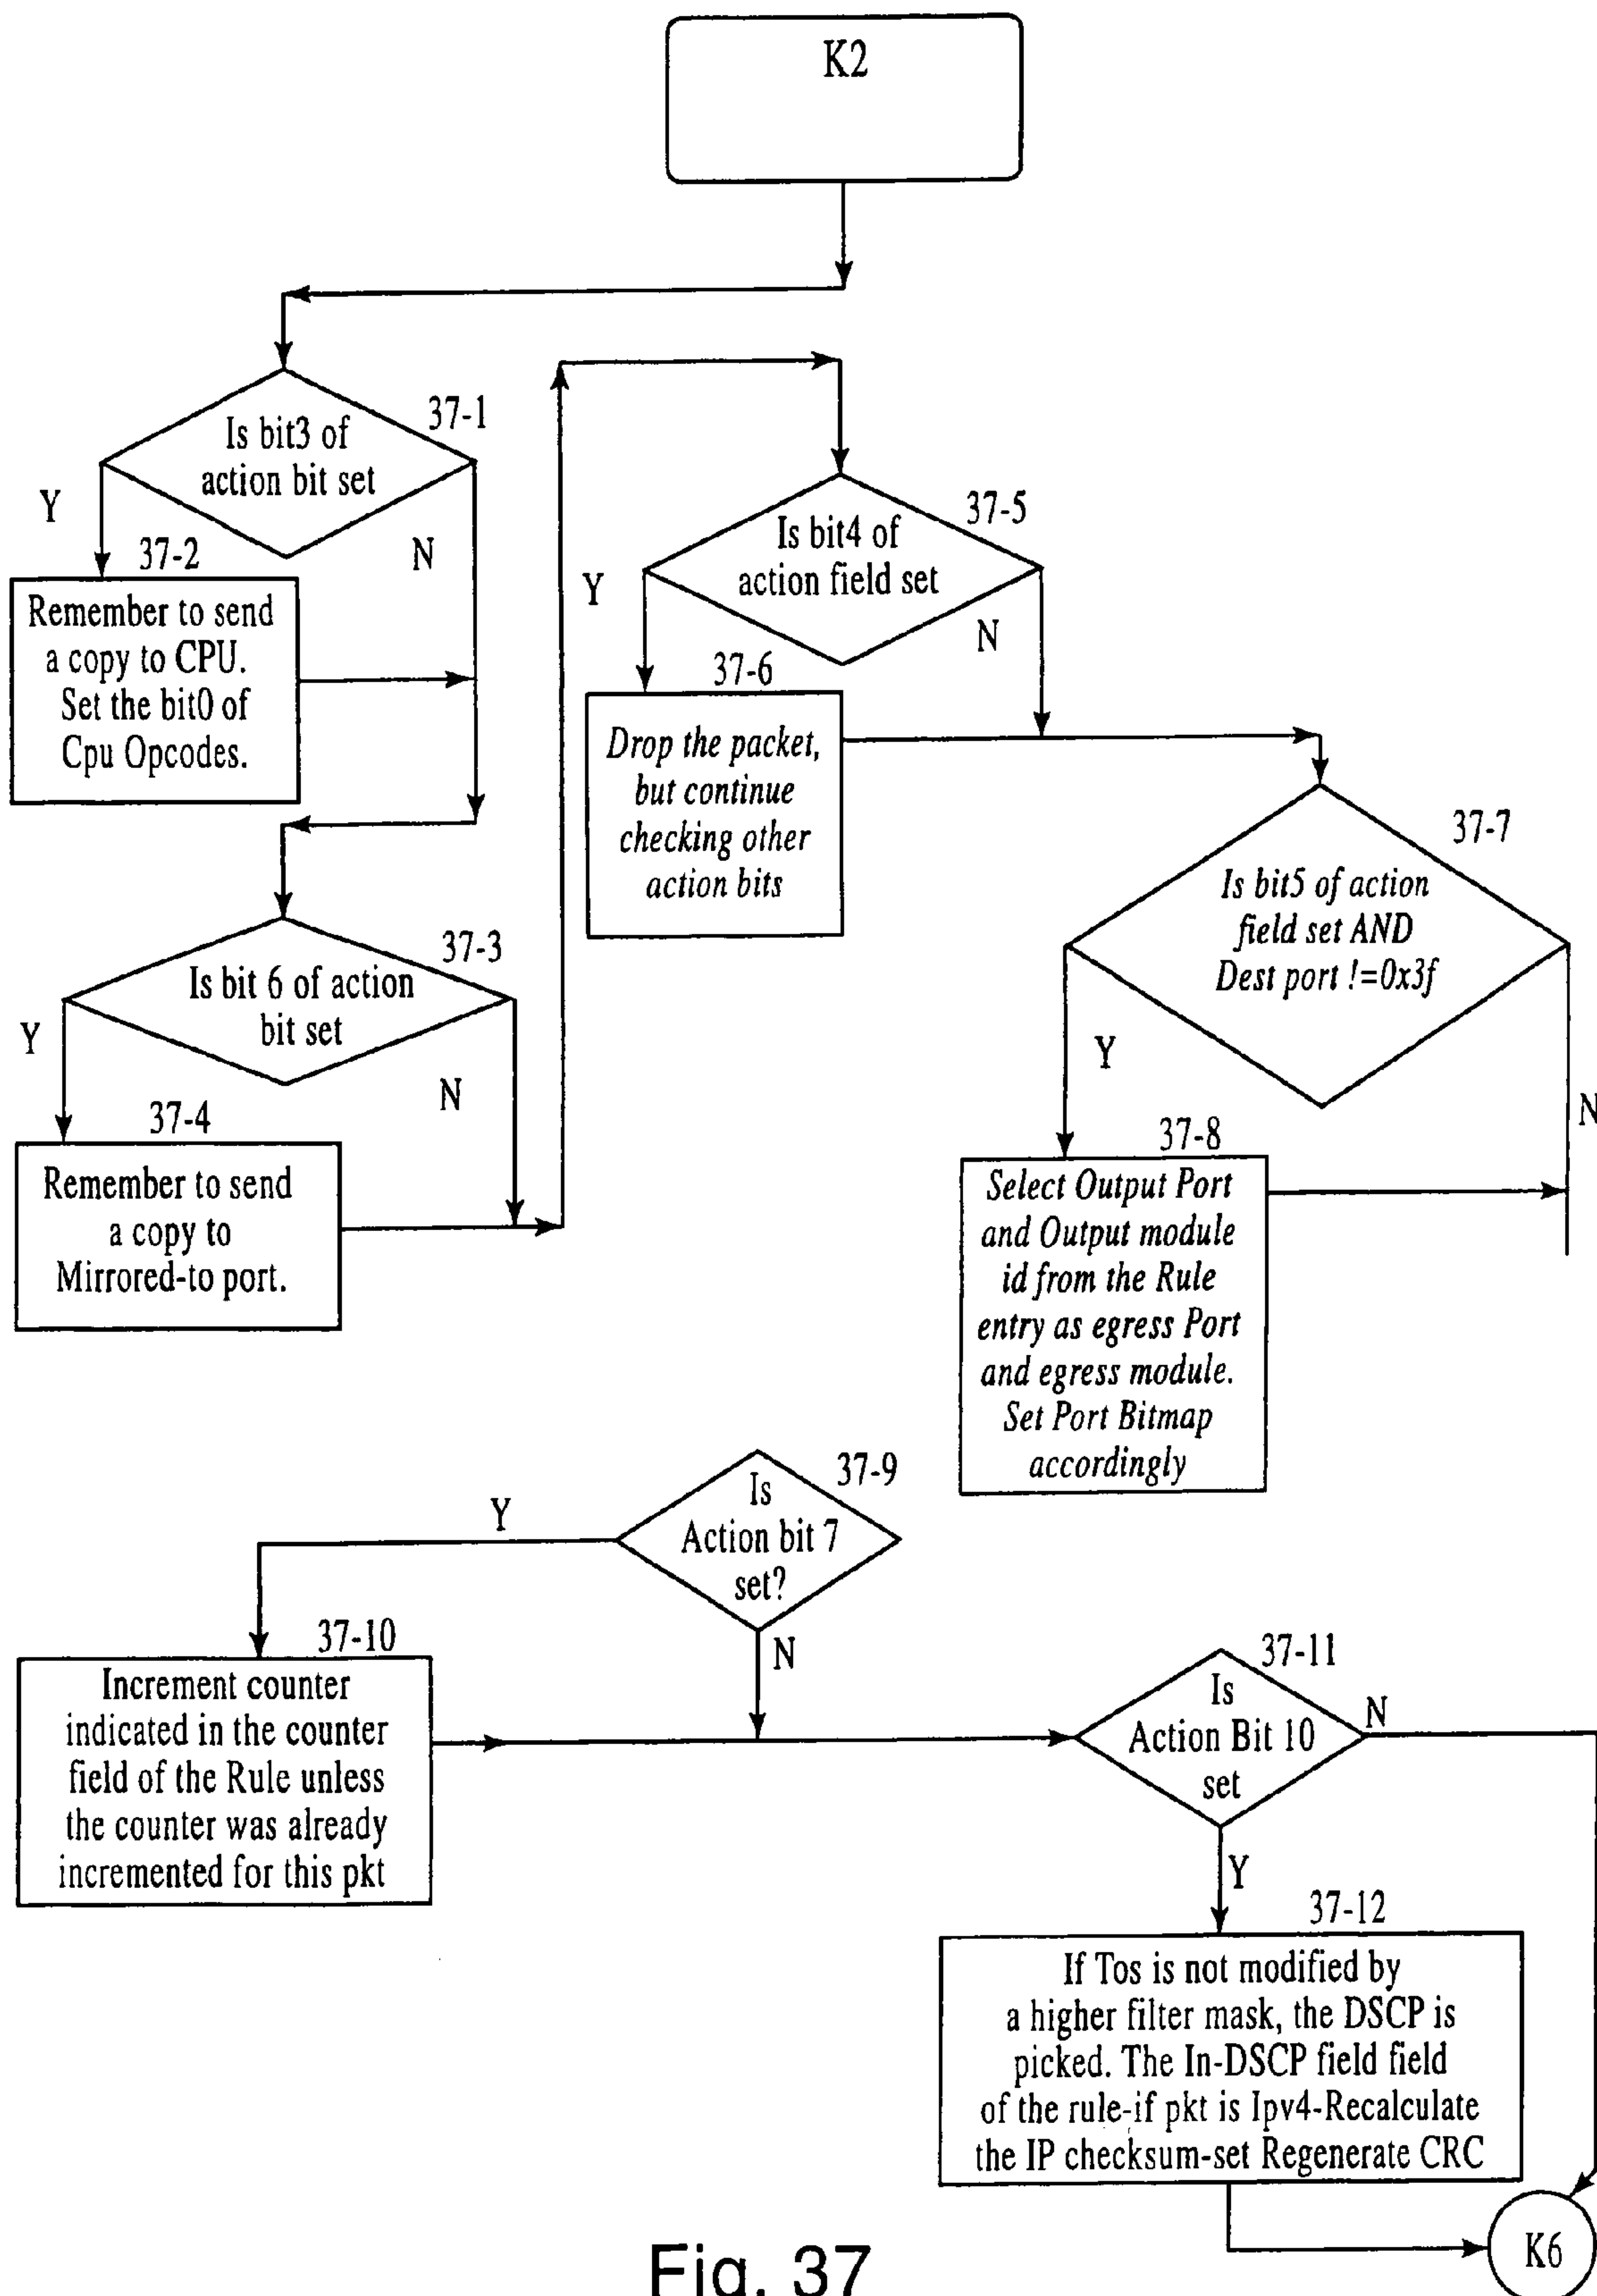 K2
37-1
Is bit3 of
action bit set
Y
N
37-2
Remember to send
a copy to CPU.
Set the bit0 of
Cpu Opcodes.
37-3
Is bit 6 of action
bit set
Y
N
37-4
Remember to send
a copy to
Mirrored-to port.
37-5
Is bit4 of
action field set
Y
N
37-6
Drop the packet,
but continue
checking other
action bits
37-7
Is bit5 of action
field set AND
Dest port !=0x3f
Y
N
37-8
Select Output Port
and Output module
id from the Rule
entry as egress Port
and egress module.
Set Port Bitmap
accordingly
37-9
Is
Action bit 7
set?
Y
N
37-10
Increment counter
indicated in the counter
field of the Rule unless
the counter was already
incremented for this pkt
37-11
Is
Action Bit 10
set
N
Y
37-12
If Tos is not modified by
a higher filter mask, the DSCP is
picked. The In-DSCP field field
of the rule-if pkt is Ipv4-Recalculate
the IP checksum-set Regenerate CRC
K6
Fig. 37